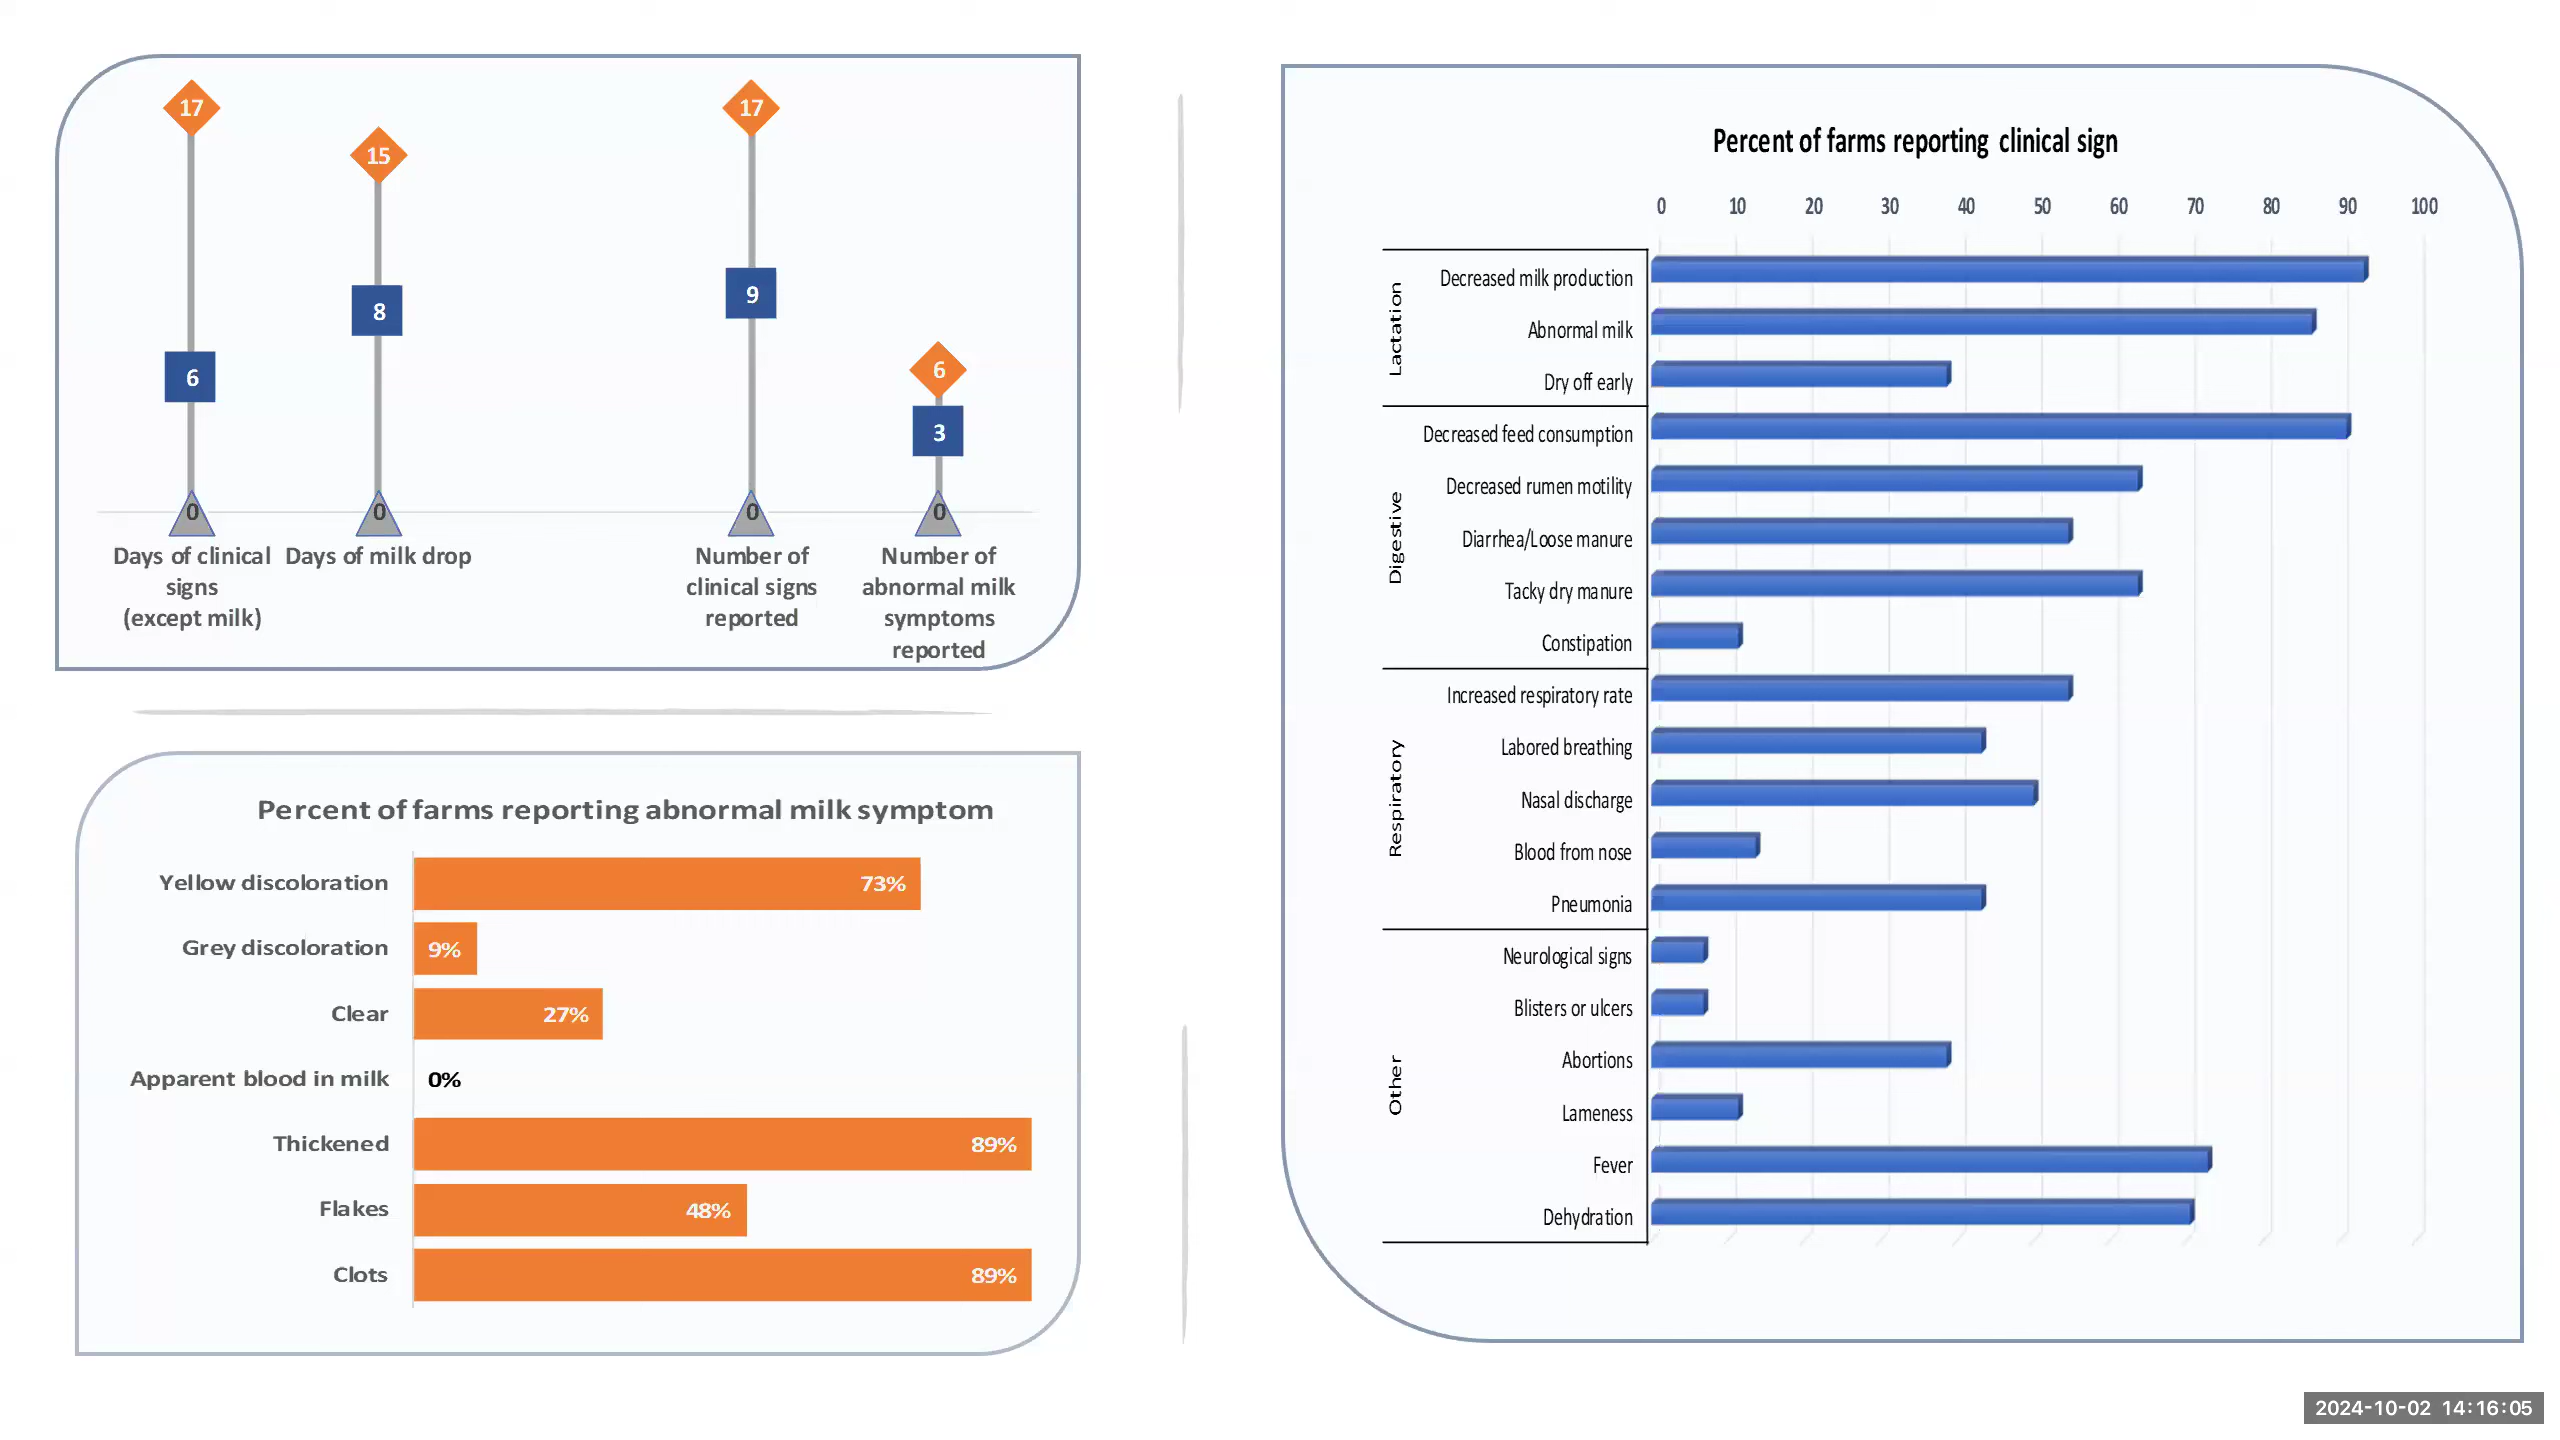 17
15
17
6
8
9
6
3
0
0
0
0
Days of clinical
signs
(except milk)
Days of milk drop
Number of
clinical signs
reported
Number of
abnormal milk
symptoms
reported
Percent of farms reporting abnormal milk symptom
Yellow discoloration 73%
Grey discoloration 9%
Clear 27%
Apparent blood in milk 0%
Thickened 89%
Flakes 48%
Clots 89%
Percent of farms reporting clinical sign
0 10 20 30 40 50 60 70 80 90 100
Lactation
Decreased milk production
Abnormal milk
Dry off early
Digestive
Decreased feed consumption
Decreased rumen motility
Diarrhea/Loose manure
Tacky dry manure
Constipation
Respiratory
Increased respiratory rate
Labored breathing
Nasal discharge
Blood from nose
Pneumonia
Other
Neurological signs
Blisters or ulcers
Abortions
Lameness
Fever
Dehydration
2024-10-02 14:16:05